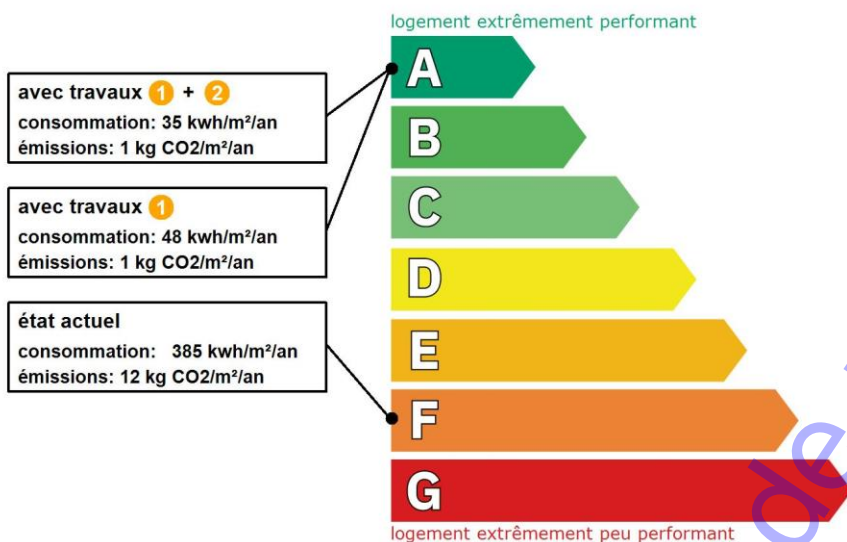 logement extrêmement performant
A
avec travaux 1 + 2
consommation: 35 kwh/m²/an
émissions: 1 kg CO2/m²/an
B
avec travaux 1
consommation: 48 kwh/m²/an
émissions: 1 kg CO2/m²/an
C
D
état actuel
consommation: 385 kwh/m²/an
émissions: 12 kg CO2/m²/an
E
F
G
logement extrêmement peu performant
de